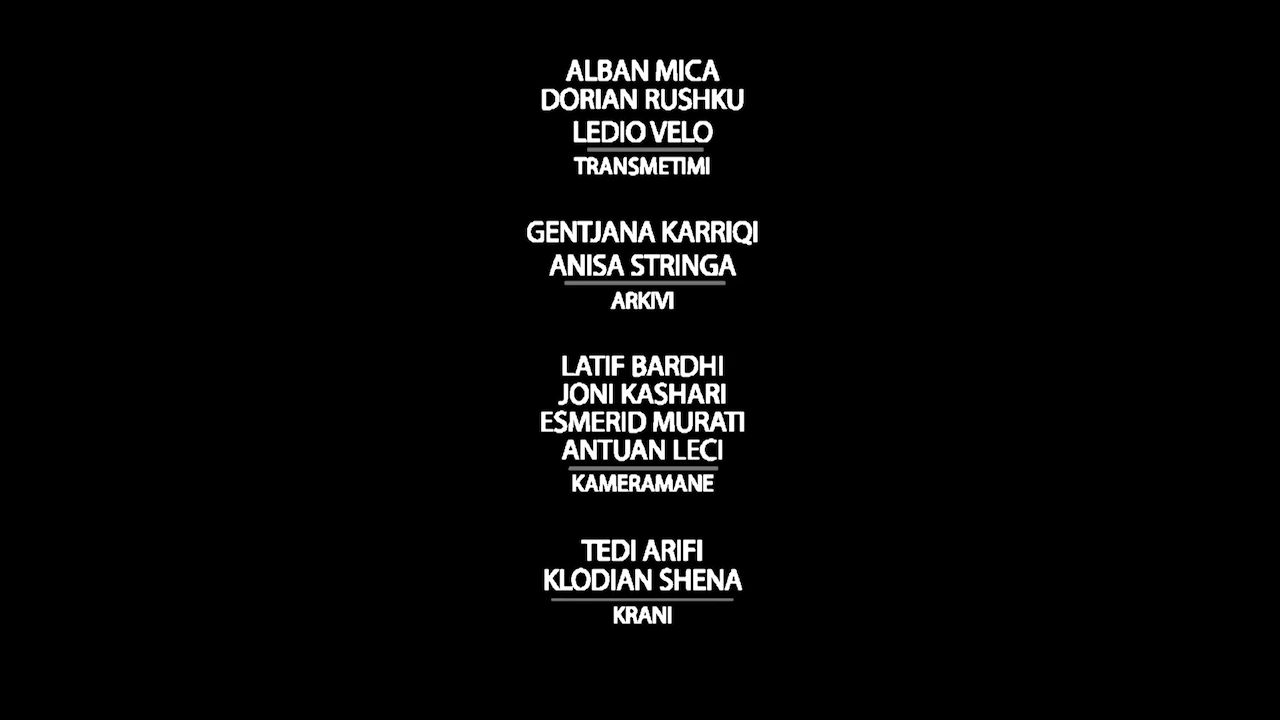 ALBAN MICA
DORIAN RUSHKU
LEDIO VELO
TRANSMETIMI
GENTJANA KARRIQI
ANISA STRINGA
ARKIVI
LATIF BARDHI
JONI KASHARI
ESMERID MURATI
ANTUAN LECI
KAMERAMANE
TEDI ARIFI
KLODIAN SHENA
KRANI